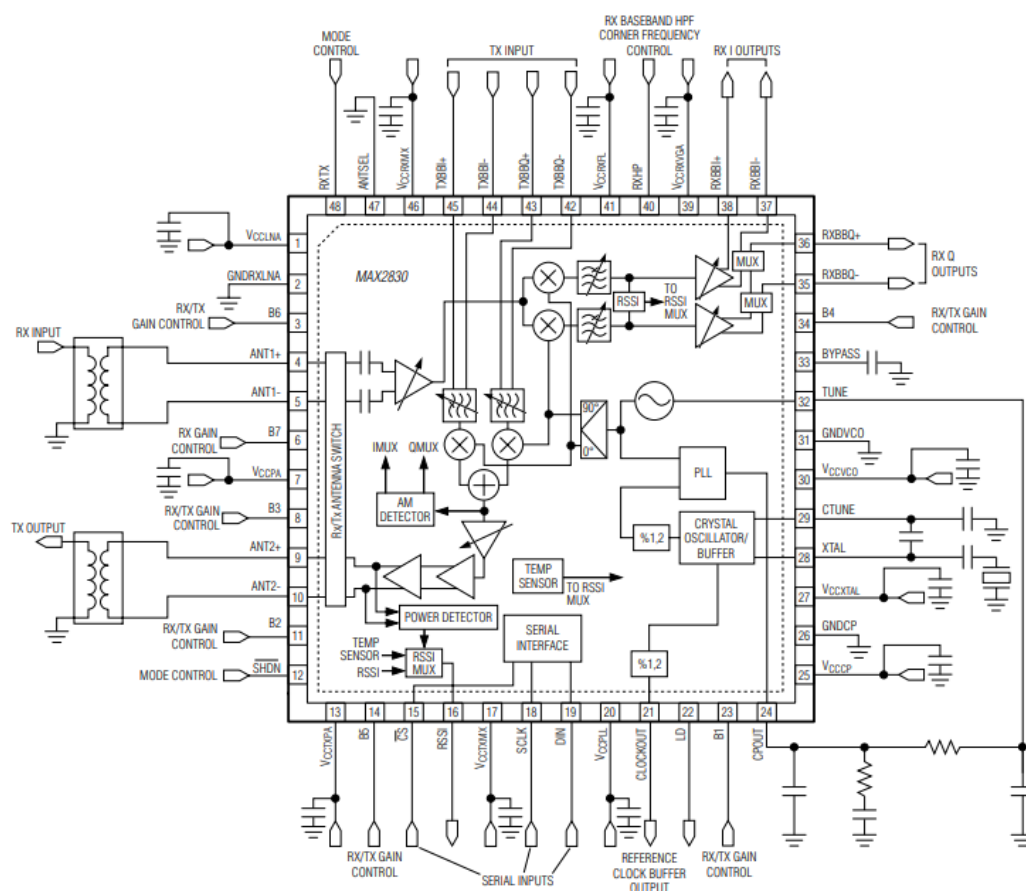 MODE
CONTROL
TX INPUT
RX BASEBAND HPF
CORNER FREQUENCY
CONTROL
RX I OUTPUTS
RXTX
ANTSEL
VCCRXMX
TXBBI+
TXBBI-
TXBBQ+
TXBBQ-
VCCRXFL
RXHP
VCCRXVGA
RXBBI+
RXBBI-
48
47
46
45
44
43
42
41
40
39
38
37
VCCLNA
1
GNDRXLNA
2
RX/TX
GAIN CONTROL
B6
3
RX INPUT
ANT1+
4
ANT1-
5
RX GAIN
CONTROL
B7
6
VCCPA
7
RX/TX GAIN
CONTROL
B3
8
TX OUTPUT
ANT2+
9
ANT2-
10
RX/TX GAIN
CONTROL
B2
11
MODE CONTROL
SHDN
12
MAX2830
Rx/Tx ANTENNA SWITCH
MUX
MUX
RSSI
TO
RSSI
MUX
90°
0°
IMUX
QMUX
AM
DETECTOR
PLL
%1,2
CRYSTAL
OSCILLATOR/
BUFFER
TEMP
SENSOR
TO RSSI
MUX
POWER DETECTOR
TEMP
SENSOR
RSSI
RSSI
MUX
SERIAL
INTERFACE
%1,2
36
RXBBQ+
35
RXBBQ-
RX Q
OUTPUTS
34
B4
RX/TX GAIN
CONTROL
33
BYPASS
32
TUNE
31
GNDVCO
30
VCCVCO
29
CTUNE
28
XTAL
27
VCCXTAL
26
GNDCP
25
VCCCP
13
14
15
16
17
18
19
20
21
22
23
24
VCCTXPA
B5
CS
RSSI
VCCTXMX
SCLK
DIN
VCCPLL
CLOCKOUT
LD
B1
CPOUT
RX/TX GAIN
CONTROL
SERIAL INPUTS
REFERENCE
CLOCK BUFFER
OUTPUT
RX/TX GAIN
CONTROL